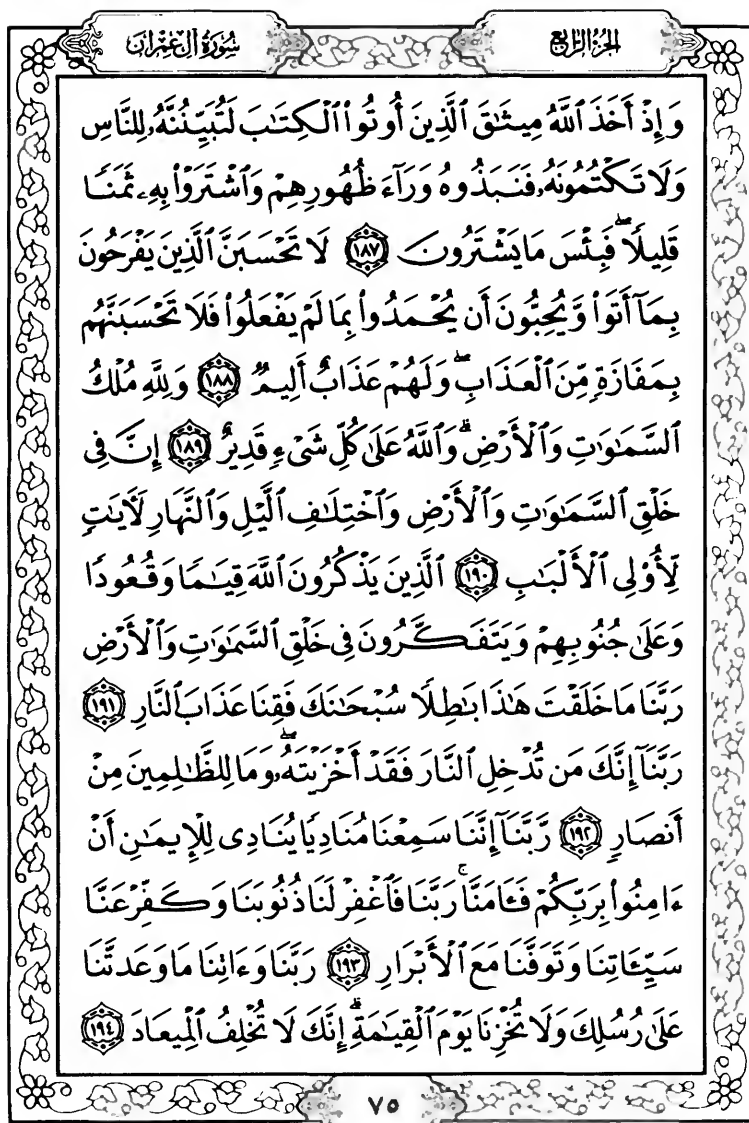 الجزء الرابع
سورة آل عمران
وَإِذْ أَخَذَ ٱللَّهُ مِيثَٰقَ ٱلَّذِينَ أُوتُوا۟ ٱلْكِتَٰبَ لَتُبَيِّنُنَّهُۥ لِلنَّاسِ
وَلَا تَكْتُمُونَهُۥ فَنَبَذُوهُ وَرَآءَ ظُهُورِهِمْ وَٱشْتَرَوْا۟ بِهِۦ ثَمَنًا
قَلِيلًا ۖ فَبِئْسَ مَا يَشْتَرُونَ ١٨٧ لَا تَحْسَبَنَّ ٱلَّذِينَ يَفْرَحُونَ
بِمَآ أَتَوا۟ وَّيُحِبُّونَ أَن يُحْمَدُوا۟ بِمَا لَمْ يَفْعَلُوا۟ فَلَا تَحْسَبَنَّهُم
بِمَفَازَةٍ مِّنَ ٱلْعَذَابِ ۖ وَلَهُمْ عَذَابٌ أَلِيمٌ ١٨٨ وَلِلَّهِ مُلْكُ
ٱلسَّمَٰوَٰتِ وَٱلْأَرْضِ ۗ وَٱللَّهُ عَلَىٰ كُلِّ شَىْءٍ قَدِيرٌ ١٨٩ إِنَّ فِى
خَلْقِ ٱلسَّمَٰوَٰتِ وَٱلْأَرْضِ وَٱخْتِلَٰفِ ٱلَّيْلِ وَٱلنَّهَارِ لَءَايَٰتٍ
لِّأُو۟لِى ٱلْأَلْبَٰبِ ١٩٠ ٱلَّذِينَ يَذْكُرُونَ ٱللَّهَ قِيَٰمًا وَقُعُودًا
وَعَلَىٰ جُنُوبِهِمْ وَيَتَفَكَّرُونَ فِى خَلْقِ ٱلسَّمَٰوَٰتِ وَٱلْأَرْضِ
رَبَّنَا مَا خَلَقْتَ هَٰذَا بَٰطِلًا سُبْحَٰنَكَ فَقِنَا عَذَابَ ٱلنَّارِ ١٩١
رَبَّنَآ إِنَّكَ مَن تُدْخِلِ ٱلنَّارَ فَقَدْ أَخْزَيْتَهُۥ ۖ وَمَا لِلظَّٰلِمِينَ مِنْ
أَنصَارٍ ١٩٢ رَّبَّنَآ إِنَّنَا سَمِعْنَا مُنَادِيًا يُنَادِى لِلْإِيمَٰنِ أَنْ
ءَامِنُوا۟ بِرَبِّكُمْ فَـَٔامَنَّا ۚ رَبَّنَا فَٱغْفِرْ لَنَا ذُنُوبَنَا وَكَفِّرْ عَنَّا
سَيِّـَٔاتِنَا وَتَوَفَّنَا مَعَ ٱلْأَبْرَارِ ١٩٣ رَبَّنَا وَءَاتِنَا مَا وَعَدتَّنَا
عَلَىٰ رُسُلِكَ وَلَا تُخْزِنَا يَوْمَ ٱلْقِيَٰمَةِ ۗ إِنَّكَ لَا تُخْلِفُ ٱلْمِيعَادَ ١٩٤
٧٥